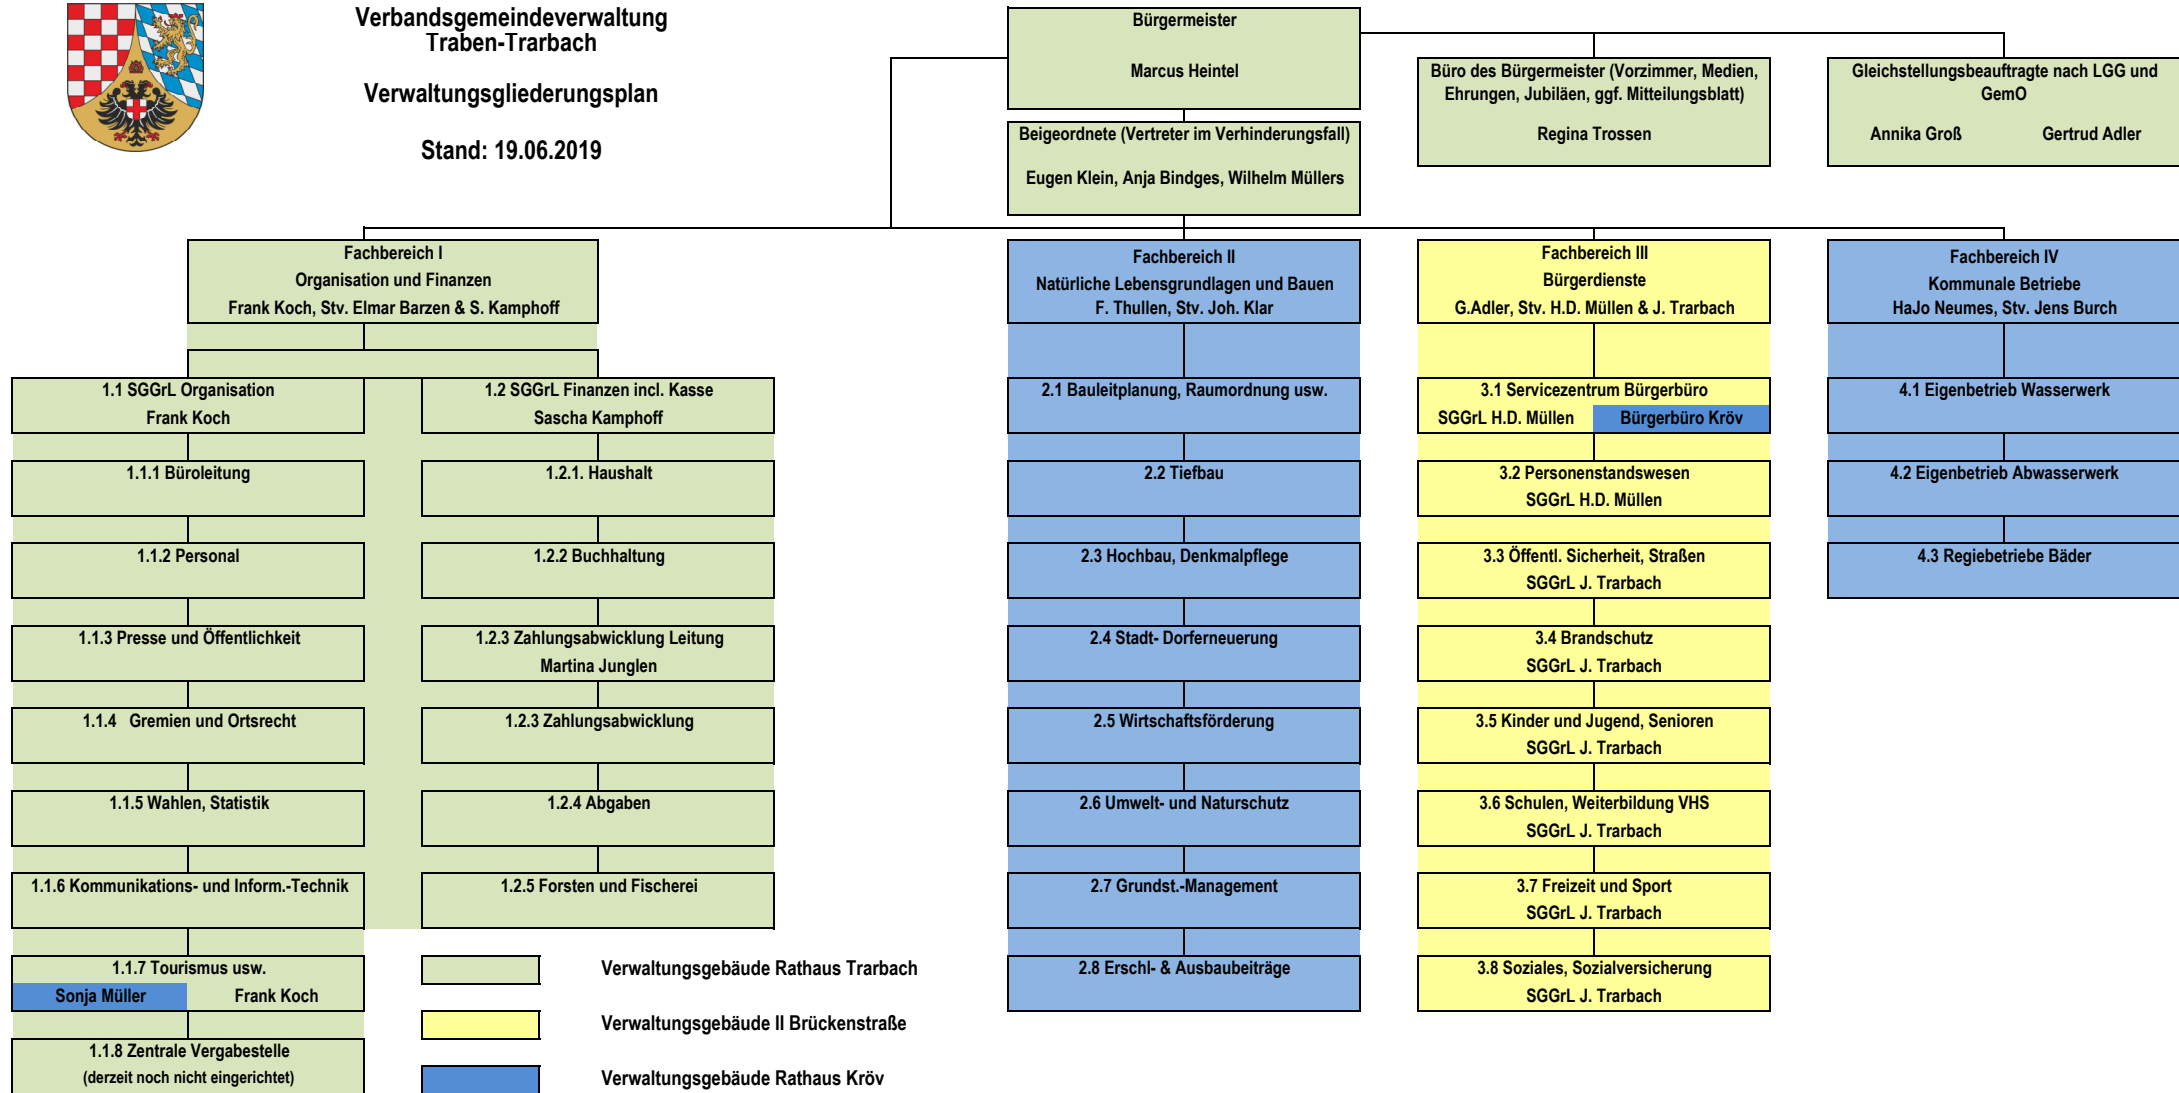 Verbandsgemeindeverwaltung
Traben-Trarbach
Verwaltungsgliederungsplan
Stand: 19.06.2019
Bürgermeister
Marcus Heintel
Büro des Bürgermeister (Vorzimmer, Medien,
Ehrungen, Jubiläen, ggf. Mitteilungsblatt)
Regina Trossen
Gleichstellungsbeauftragte nach LGG und
GemO
Annika Groß Gertrud Adler
Beigeordnete (Vertreter im Verhinderungsfall)
Eugen Klein, Anja Bindges, Wilhelm Müllers
Fachbereich I
Organisation und Finanzen
Frank Koch, Stv. Elmar Barzen & S. Kamphoff
1.1 SGGrL Organisation
Frank Koch
1.1.1 Büroleitung
1.1.2 Personal
1.1.3 Presse und Öffentlichkeit
1.1.4 Gremien und Ortsrecht
1.1.5 Wahlen, Statistik
1.1.6 Kommunikations- und Inform.-Technik
1.1.7 Tourismus usw.
Sonja Müller Frank Koch
1.1.8 Zentrale Vergabestelle
(derzeit noch nicht eingerichtet)
1.2 SGGrL Finanzen incl. Kasse
Sascha Kamphoff
1.2.1. Haushalt
1.2.2 Buchhaltung
1.2.3 Zahlungsabwicklung Leitung
Martina Junglen
1.2.3 Zahlungsabwicklung
1.2.4 Abgaben
1.2.5 Forsten und Fischerei
Fachbereich II
Natürliche Lebensgrundlagen und Bauen
F. Thullen, Stv. Joh. Klar
2.1 Bauleitplanung, Raumordnung usw.
2.2 Tiefbau
2.3 Hochbau, Denkmalpflege
2.4 Stadt- Dorferneuerung
2.5 Wirtschaftsförderung
2.6 Umwelt- und Naturschutz
2.7 Grundst.-Management
2.8 Erschl- & Ausbaubeiträge
Fachbereich III
Bürgerdienste
G.Adler, Stv. H.D. Müllen & J. Trarbach
3.1 Servicezentrum Bürgerbüro
SGGrL H.D. Müllen Bürgerbüro Kröv
3.2 Personenstandswesen
SGGrL H.D. Müllen
3.3 Öffentl. Sicherheit, Straßen
SGGrL J. Trarbach
3.4 Brandschutz
SGGrL J. Trarbach
3.5 Kinder und Jugend, Senioren
SGGrL J. Trarbach
3.6 Schulen, Weiterbildung VHS
SGGrL J. Trarbach
3.7 Freizeit und Sport
SGGrL J. Trarbach
3.8 Soziales, Sozialversicherung
SGGrL J. Trarbach
Fachbereich IV
Kommunale Betriebe
HaJo Neumes, Stv. Jens Burch
4.1 Eigenbetrieb Wasserwerk
4.2 Eigenbetrieb Abwasserwerk
4.3 Regiebetriebe Bäder
Verwaltungsgebäude Rathaus Trarbach
Verwaltungsgebäude II Brückenstraße
Verwaltungsgebäude Rathaus Kröv